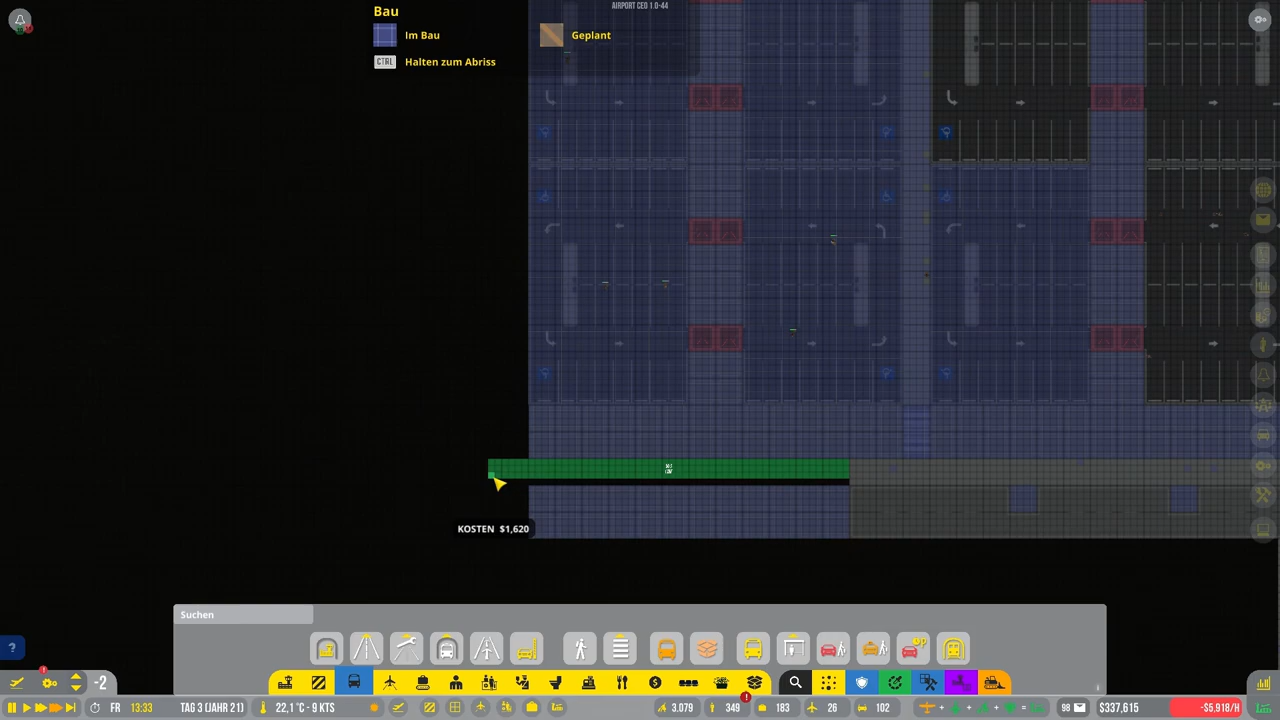 AIRPORT CEO 1.0-44
Bau
Im Bau
Geplant
CTRL Halten zum Abriss
KOSTEN $1,620
Suchen
UP
?
-2
FR 13:33
TAG 3 (JAHR 21)
22,1°C - 9 KTS
3.079
349
183
26
102
98
$337,615
-$5.918/H